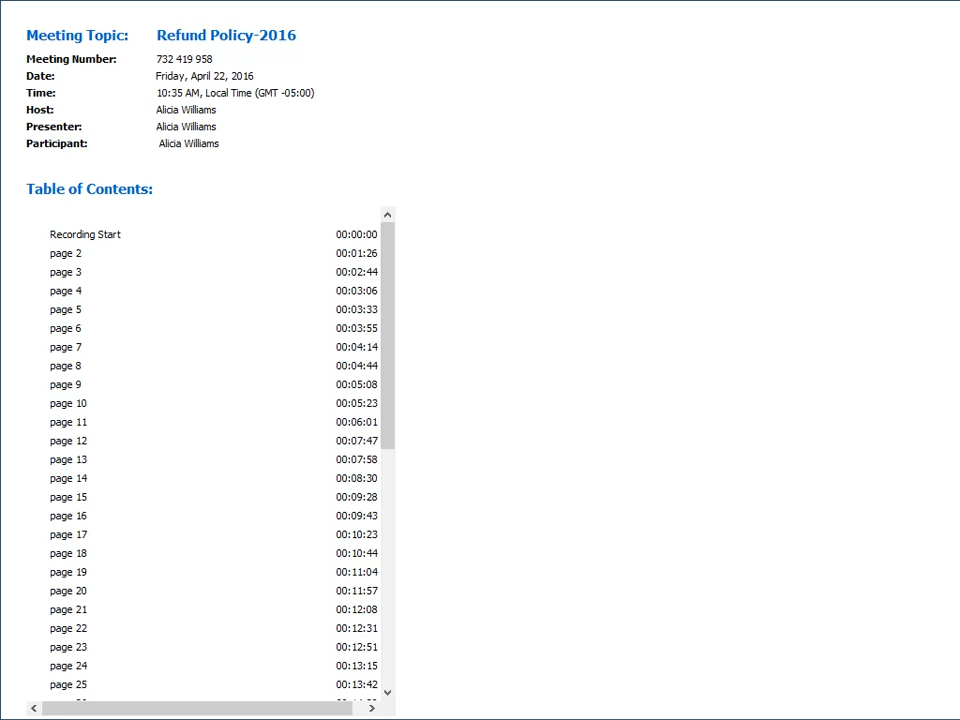 Meeting Topic: Refund Policy-2016
Meeting Number: 732 419 958
Date: Friday, April 22, 2016
Time: 10:35 AM, Local Time (GMT -05:00)
Host: Alicia Williams
Presenter: Alicia Williams
Participant: Alicia Williams
Table of Contents:
Recording Start 00:00:00
page 2 00:01:26
page 3 00:02:44
page 4 00:03:06
page 5 00:03:33
page 6 00:03:55
page 7 00:04:14
page 8 00:04:44
page 9 00:05:08
page 10 00:05:23
page 11 00:06:01
page 12 00:07:47
page 13 00:07:58
page 14 00:08:30
page 15 00:09:28
page 16 00:09:43
page 17 00:10:23
page 18 00:10:44
page 19 00:11:04
page 20 00:11:57
page 21 00:12:08
page 22 00:12:31
page 23 00:12:51
page 24 00:13:15
page 25 00:13:42